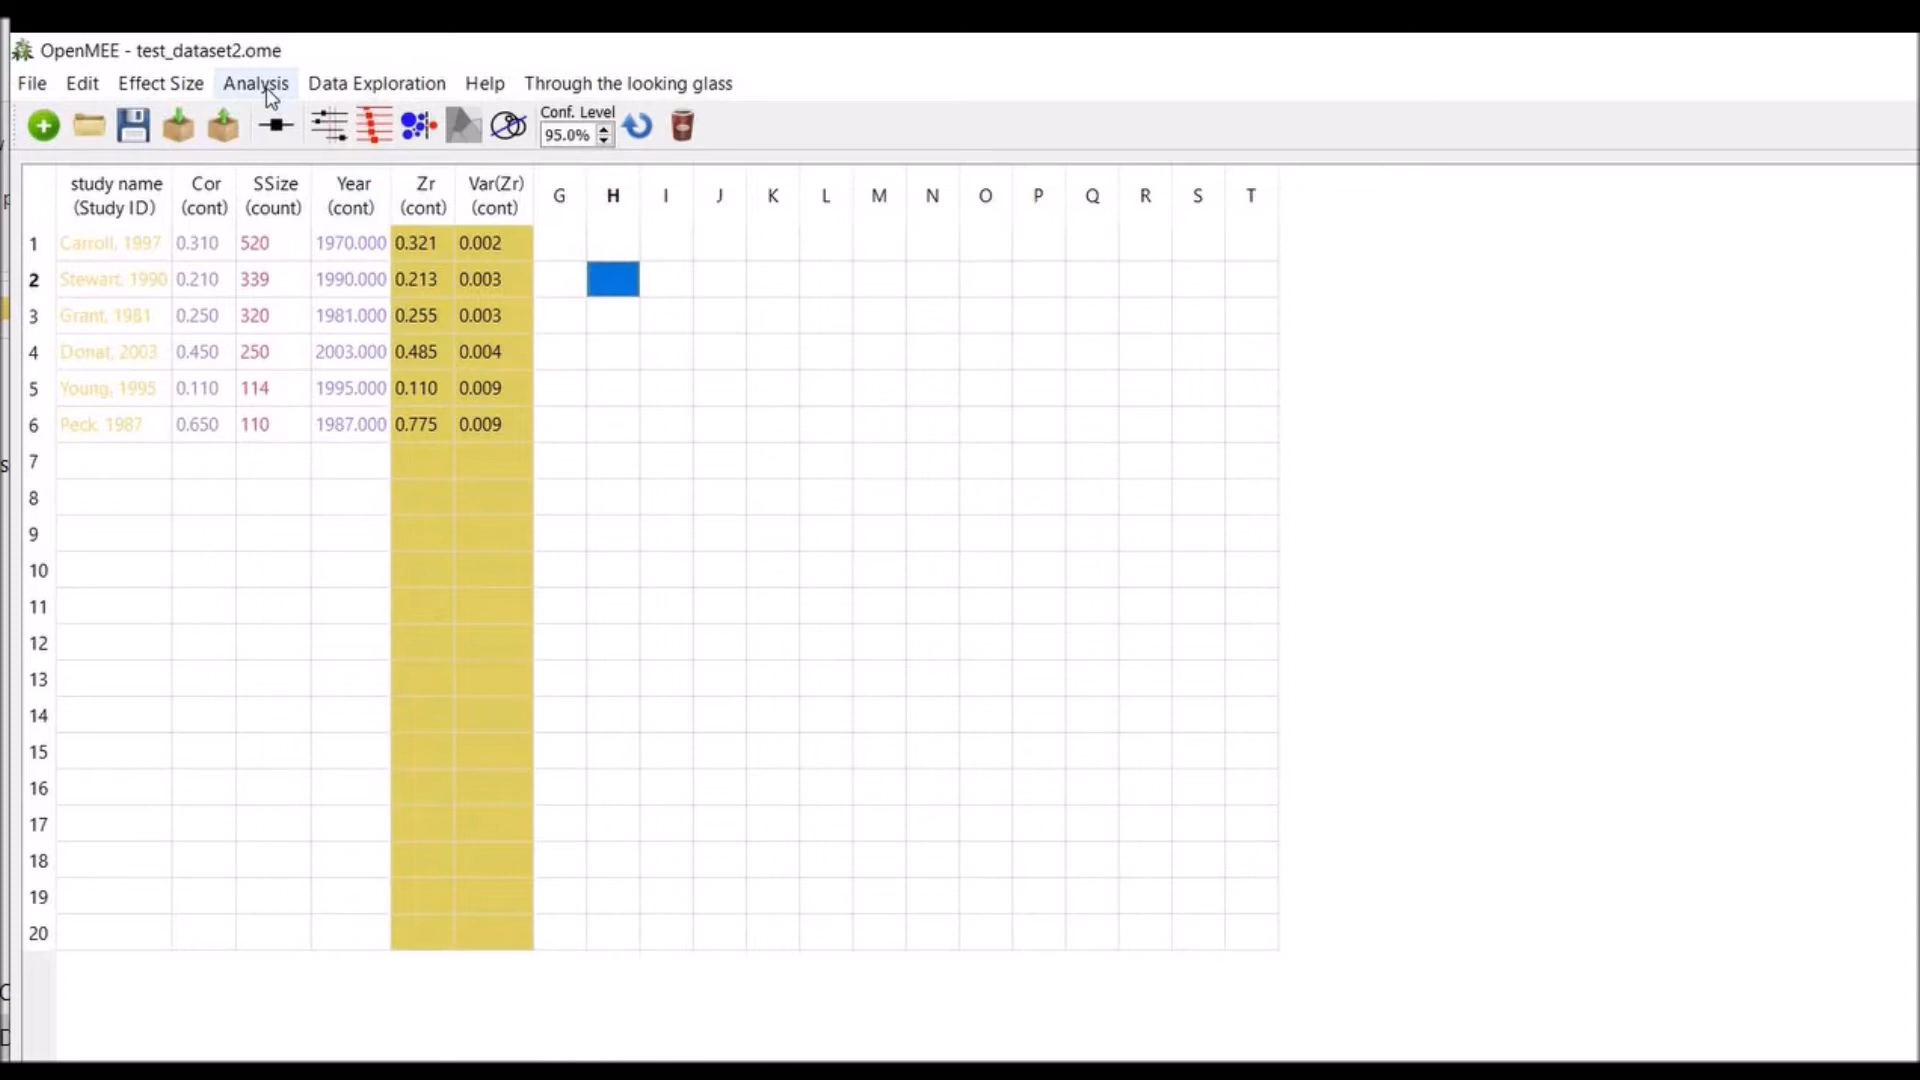 OpenMEE - test_dataset2.ome
File Edit Effect Size Analysis Data Exploration Help Through the looking glass
Conf. Level
95.0%
study name Cor SSize Year Zr Var(Zr) G H I J K L M N O P Q R S T
(Study ID) (cont) (count) (cont) (cont) (cont)
1 Carroll, 1997 0.310 520 1970.000 0.321 0.002
2 Stewart, 1990 0.210 339 1990.000 0.213 0.003
3 Grant, 1981 0.250 320 1981.000 0.255 0.003
4 Donat, 2003 0.450 250 2003.000 0.485 0.004
5 Young, 1995 0.110 114 1995.000 0.110 0.009
6 Peck, 1987 0.650 110 1987.000 0.775 0.009
7
8
9
10
11
12
13
14
15
16
17
18
19
20